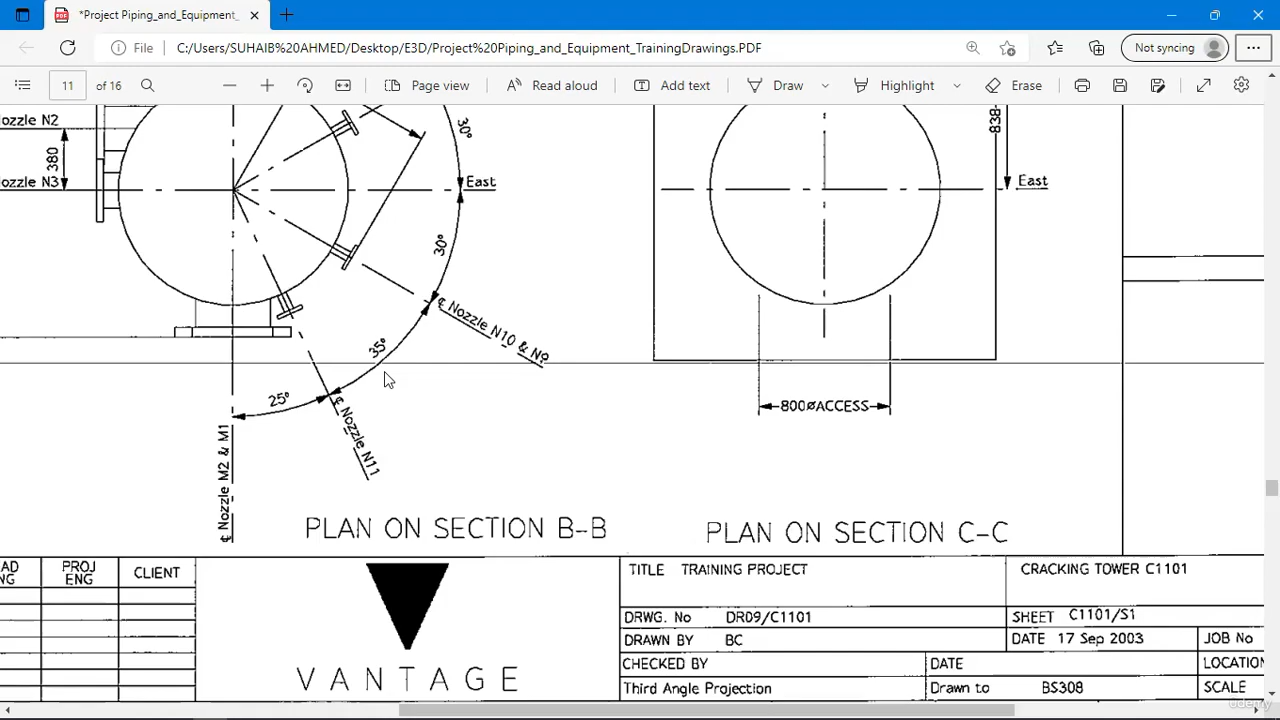 *Project Piping_and_Equipment_
File
C:/Users/SUHAIB%20AHMED/Desktop/E3D/Project%20Piping_and_Equipment_TrainingDrawings.PDF
Not syncing
11 of 16
Page view
Read aloud
Add text
Draw
Highlight
Erase
ozzle N2
380
ozzle N3
30°
East
30°
℄ Nozzle N10 & N9
35°
25°
℄ Nozzle N11
℄ Nozzle M2 & M1
838
East
800øACCESS
PLAN ON SECTION B-B
PLAN ON SECTION C-C
AD
NG
PROJ
ENG
CLIENT
VANTAGE
TITLE TRAINING PROJECT
CRACKING TOWER C1101
DRWG. No DR09/C1101
SHEET C1101/S1
DRAWN BY BC
DATE 17 Sep 2003
JOB No
CHECKED BY
DATE
LOCATION
Third Angle Projection
Drawn to BS308
SCALE
udemy